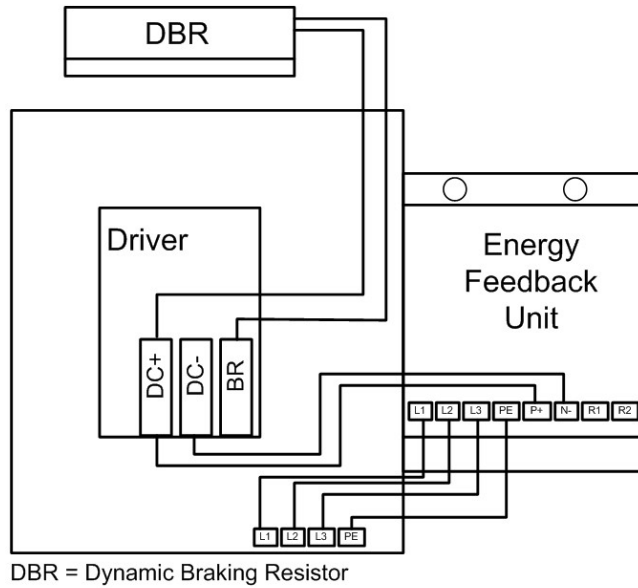 DBR
Driver
DC+
DC-
BR
Energy
Feedback
Unit
L1 L2 L3 PE P+ N- R1 R2
L1 L2 L3 PE
DBR = Dynamic Braking Resistor